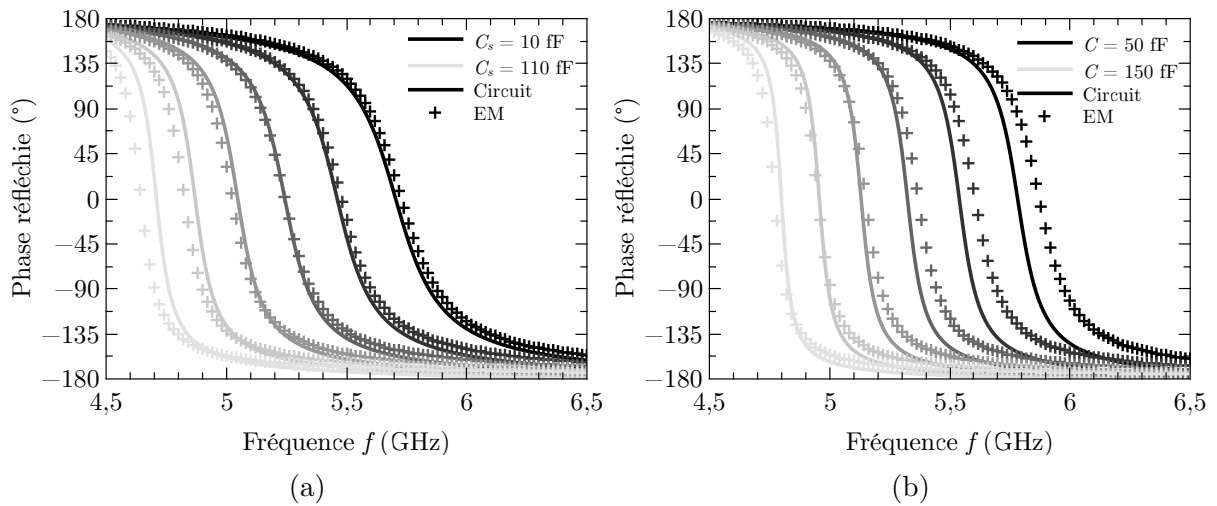 180
135
90
45
0
−45
−90
−135
−180
4,5
5
5,5
6
6,5
Phase réfléchie (°)
Fréquence f (GHz)
C_s = 10 fF
C_s = 110 fF
Circuit
EM
(a)
180
135
90
45
0
−45
−90
−135
−180
4,5
5
5,5
6
6,5
Phase réfléchie (°)
Fréquence f (GHz)
C = 50 fF
C = 150 fF
Circuit
EM
(b)